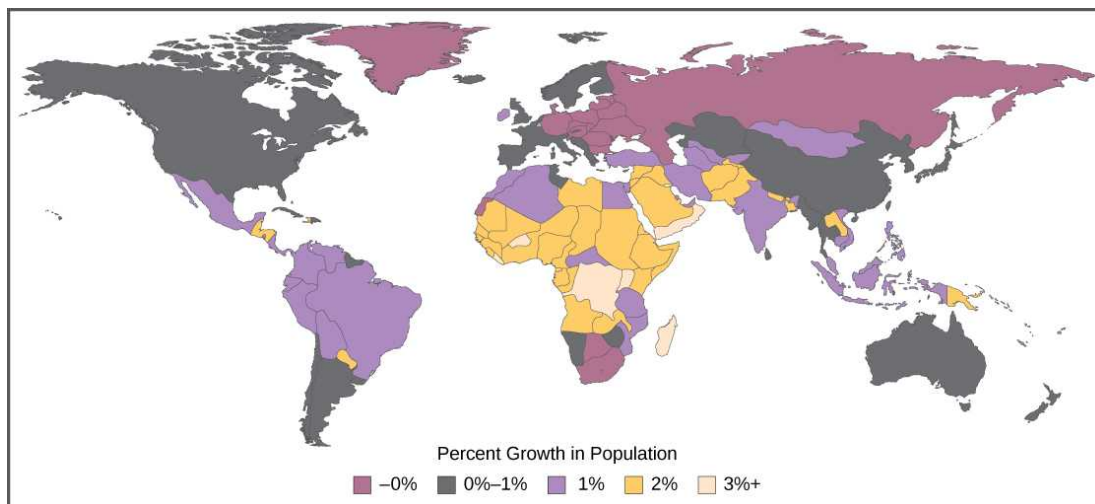 Percent Growth in Population
–0% 0%–1% 1% 2% 3%+